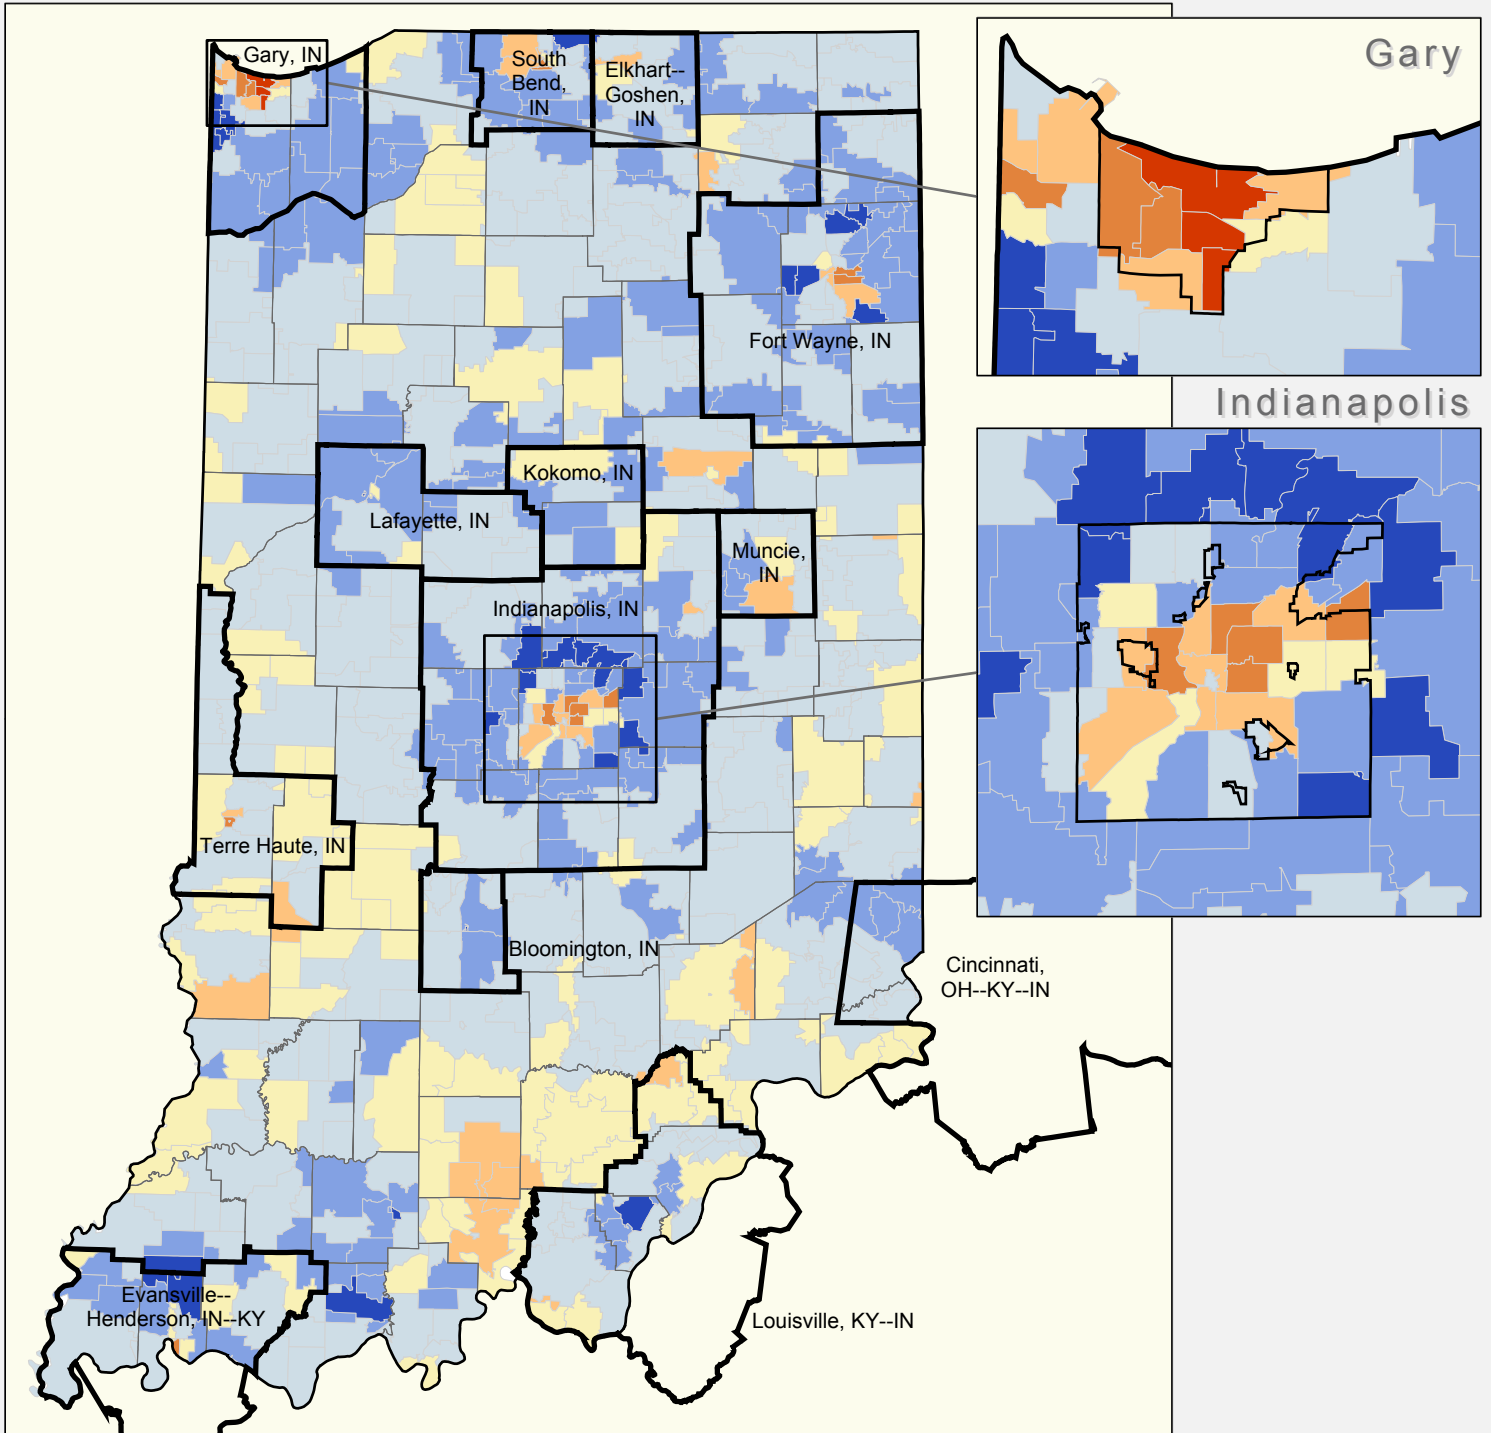 Gary, IN
South
Bend,
IN
Elkhart--
Goshen,
IN
Gary
Fort Wayne, IN
Indianapolis
Kokomo, IN
Lafayette, IN
Muncie,
IN
Indianapolis, IN
Terre Haute, IN
Bloomington, IN
Cincinnati,
OH--KY--IN
Evansville--
Henderson, IN--KY
Louisville, KY--IN